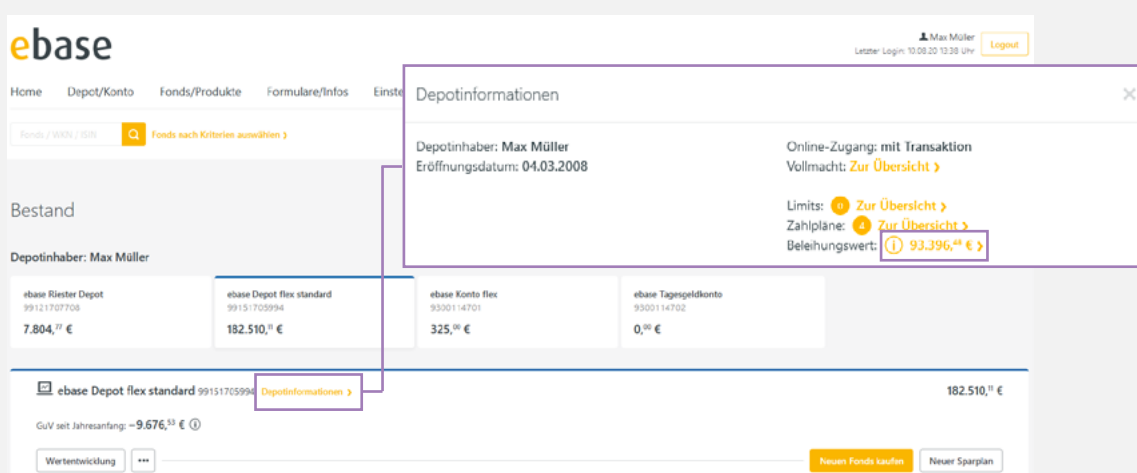 ebase
Max Müller
Letzter Login: 10.08.20 13:38 Uhr
Logout
Home Depot/Konto Fonds/Produkte Formulare/Infos Einste
Fonds / WKN / ISIN
Fonds nach Kriterien auswählen
Depotinformationen
Depotinhaber: Max Müller
Eröffnungsdatum: 04.03.2008
Online-Zugang: mit Transaktion
Vollmacht: Zur Übersicht
Limits: 0 Zur Übersicht
Zahlpläne: 4 Zur Übersicht
Beleihungswert: i 93.396,48 €
Bestand
Depotinhaber: Max Müller
ebase Riester Depot
99121707708
7.804,77 €
ebase Depot flex standard
99151705994
182.510,11 €
ebase Konto flex
9300114701
325,00 €
ebase Tagesgeldkonto
9300114702
0,00 €
ebase Depot flex standard 99151705994 Depotinformationen
182.510,11 €
GuV seit Jahresanfang: −9.676,53 € i
Wertentwicklung
...
Neuen Fonds kaufen
Neuer Sparplan